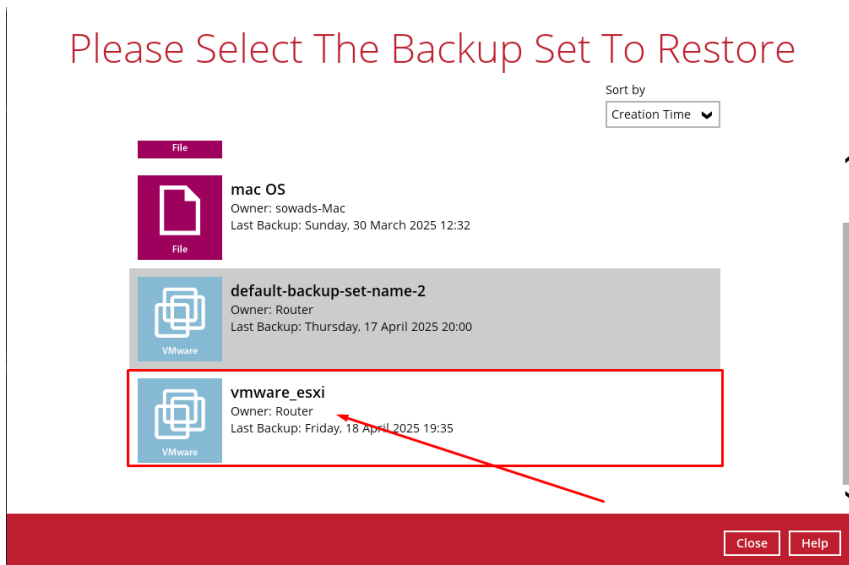 Please Select The Backup Set To Restore
Sort by
Creation Time
File
mac OS
Owner: sowads-Mac
Last Backup: Sunday, 30 March 2025 12:32
File
default-backup-set-name-2
Owner: Router
Last Backup: Thursday, 17 April 2025 20:00
VMware
vmware_esxi
Owner: Router
Last Backup: Friday, 18 April 2025 19:35
VMware
Close
Help